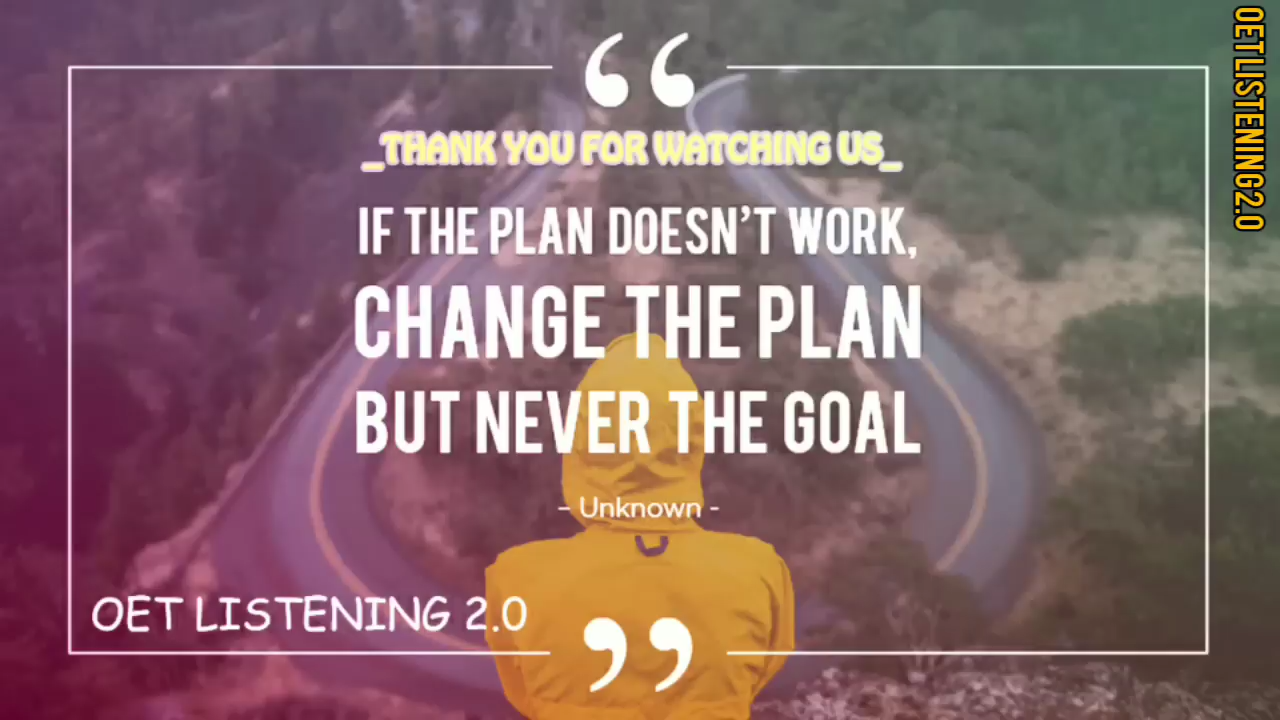 _THANK YOU FOR WATCHING US_
IF THE PLAN DOESN'T WORK,
CHANGE THE PLAN
BUT NEVER THE GOAL
- Unknown -
OET LISTENING 2.0
OETLISTENING2.0